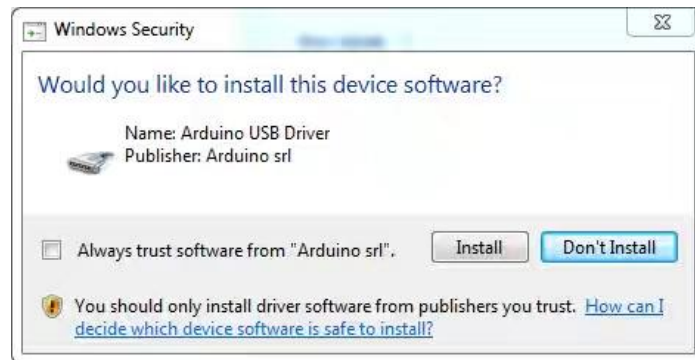 Windows Security
Would you like to install this device software?
Name: Arduino USB Driver
Publisher: Arduino srl
Always trust software from "Arduino srl".
Install
Don't Install
You should only install driver software from publishers you trust. How can I
decide which device software is safe to install?